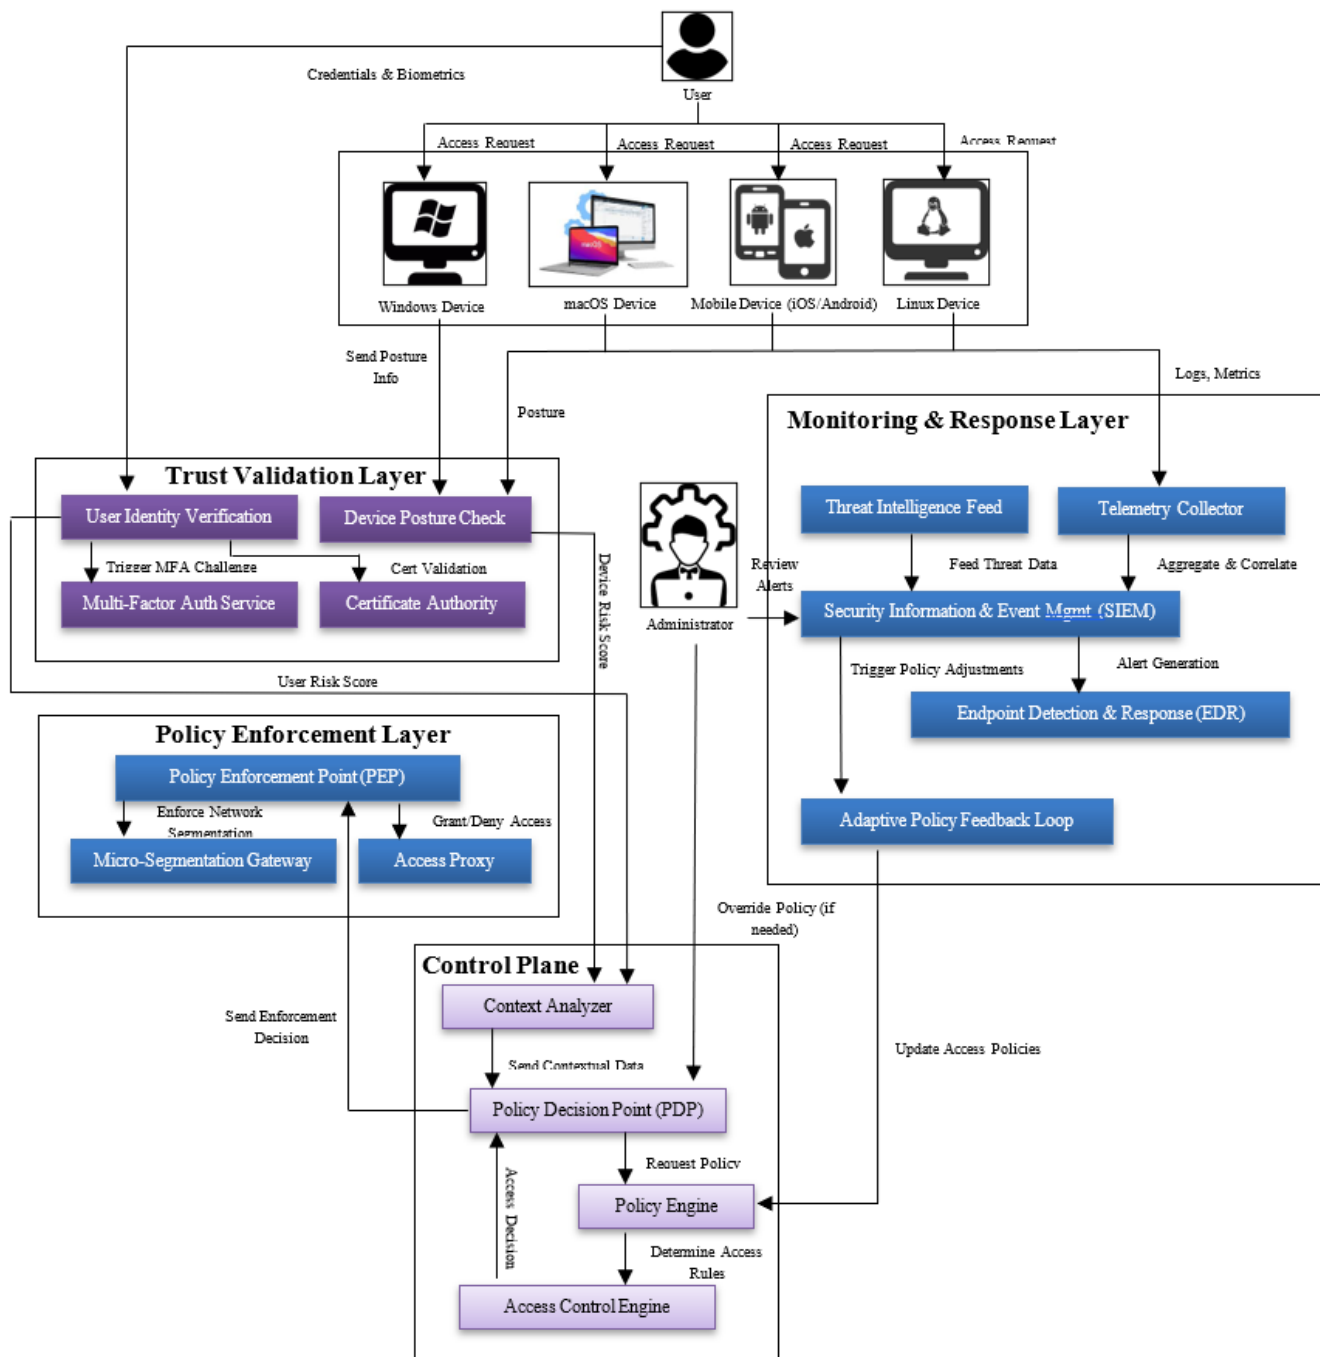 Credentials & Biometrics
User
Access Request
Access Request
Access Request
Access Request
macOS
Windows Device
macOS Device
Mobile Device (iOS/Android)
Linux Device
Send Posture
Info
Posture
Logs, Metrics
Monitoring & Response Layer
Trust Validation Layer
User Identity Verification
Device Posture Check
Trigger MFA Challenge
Cert Validation
Multi-Factor Auth Service
Certificate Authority
Device Risk Score
User Risk Score
Threat Intelligence Feed
Telemetry Collector
Feed Threat Data
Aggregate & Correlate
Review
Alerts
Administrator
Security Information & Event Mgmt (SIEM)
Trigger Policy Adjustments
Alert Generation
Endpoint Detection & Response (EDR)
Adaptive Policy Feedback Loop
Policy Enforcement Layer
Policy Enforcement Point (PEP)
Enforce Network
Segmentation
Grant/Deny Access
Micro-Segmentation Gateway
Access Proxy
Override Policy (if
needed)
Control Plane
Context Analyzer
Send Enforcement
Decision
Send Contextual Data
Update Access Policies
Policy Decision Point (PDP)
Access Decision
Request Policy
Policy Engine
Determine Access
Rules
Access Control Engine